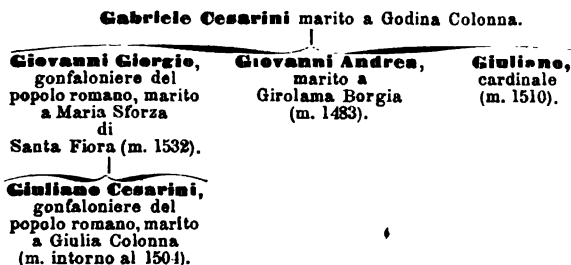 Gabriele Cesarini marito a Godina Colonna.
Giovanni Giorgio,
gonfaloniere del
popolo romano, marito
a Maria Sforza
di
Santa Fiora (m. 1532).
Giovanni Andrea,
marito a
Girolama Borgia
(m. 1483).
Giuliano,
cardinale
(m. 1510).
Giuliano Cesarini,
gonfaloniere del
popolo romano, marito
a Giulia Colonna
(m. intorno al 1504).